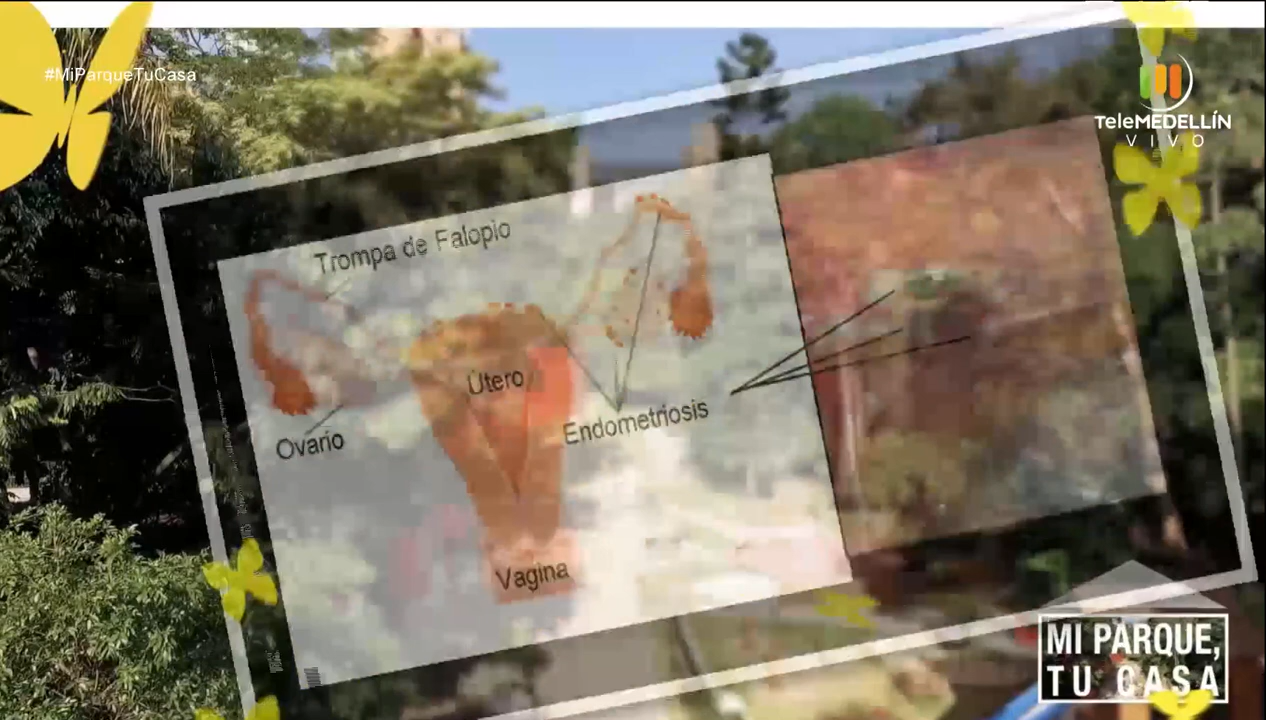 #MiParqueTuCasa
TeleMEDELLÍN
VIVO
Trompa de Falopio
Útero
Ovario
Endometriosis
Vagina
MI PARQUE,
TU CASA